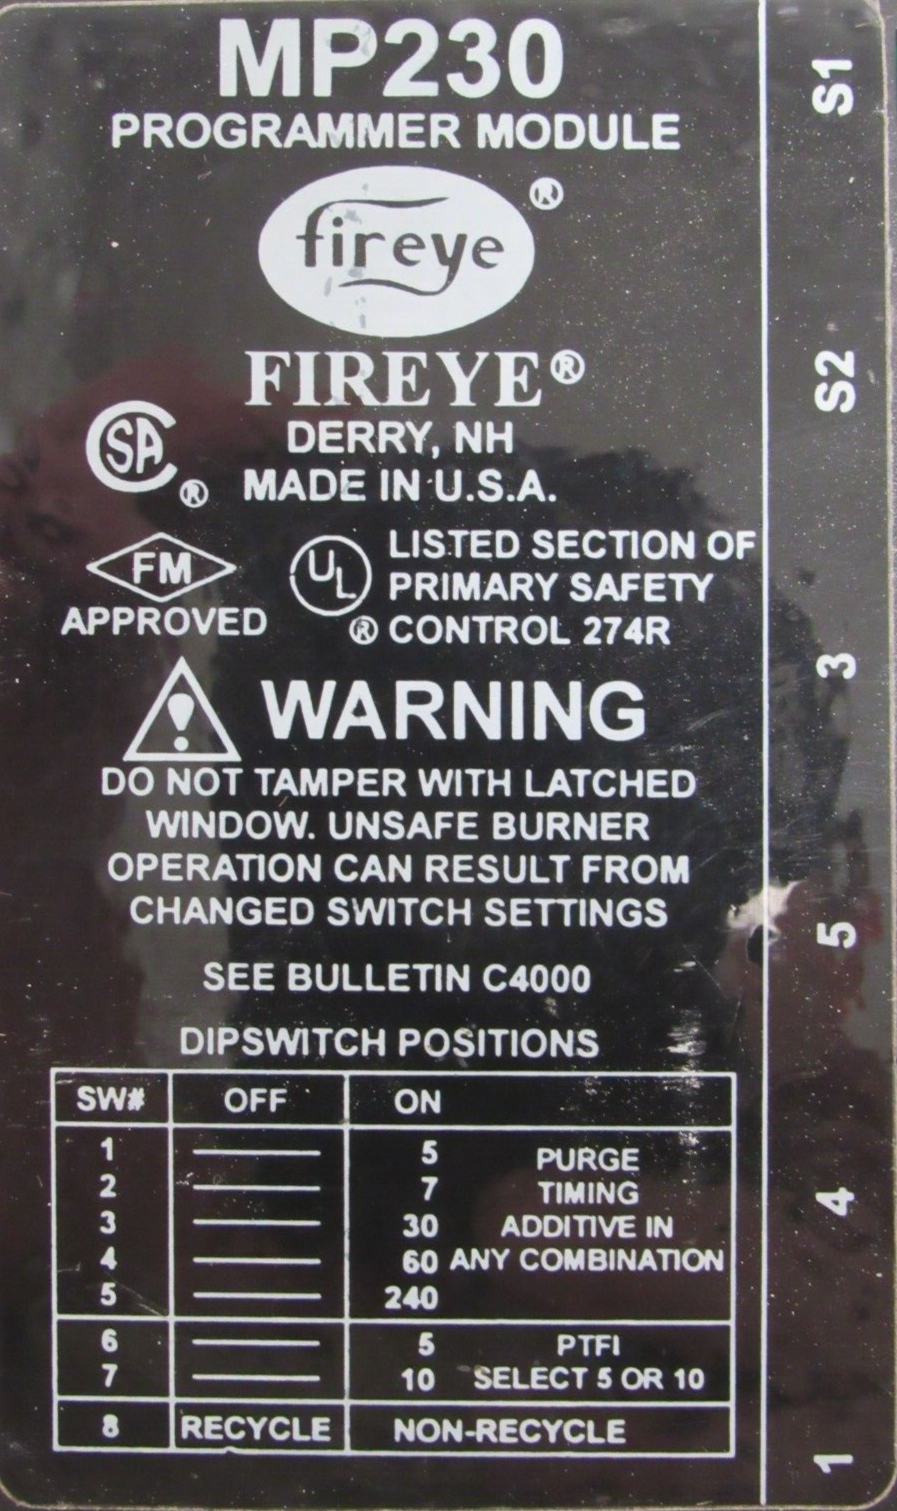 MP230
PROGRAMMER MODULE
fireye ®
FIREYE®
DERRY, NH
MADE IN U.S.A.
SA ®
FM
APPROVED
UL ®
LISTED SECTION OF
PRIMARY SAFETY
CONTROL 274R
WARNING
DO NOT TAMPER WITH LATCHED
WINDOW. UNSAFE BURNER
OPERATION CAN RESULT FROM
CHANGED SWITCH SETTINGS
SEE BULLETIN C4000
DIPSWITCH POSITIONS
SW# OFF ON
1 5 PURGE
2 7 TIMING
3 30 ADDITIVE IN
4 60 ANY COMBINATION
5 240
6 5 PTFI
7 10 SELECT 5 OR 10
8 RECYCLE NON-RECYCLE
S1
S2
3
5
4
1